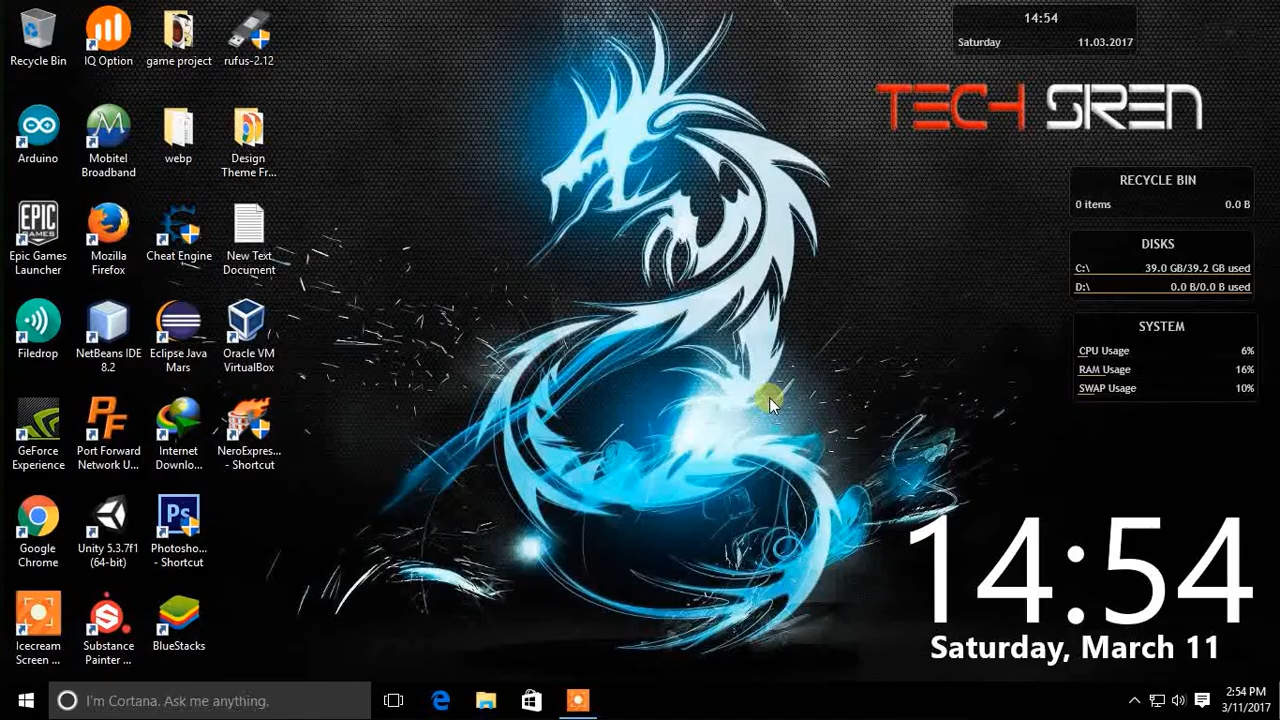 Recycle Bin
IQ Option
game project
rufus-2.12
Arduino
Mobitel
Broadband
webp
Design
Theme Fr...
Epic Games
Launcher
Mozilla
Firefox
Cheat Engine
New Text
Document
Filedrop
NetBeans IDE
8.2
Eclipse Java
Mars
Oracle VM
VirtualBox
GeForce
Experience
Port Forward
Network U...
Internet
Downlo...
NeroExpres...
- Shortcut
Google
Chrome
Unity 5.3.7f1
(64-bit)
Photosho...
- Shortcut
Icecream
Screen ...
Substance
Painter ...
BlueStacks
EPIC
GAMES
PF
Ps
14:54
Saturday 11.03.2017
TECH SIREN
RECYCLE BIN
0 items 0.0 B
DISKS
C:\ 39.0 GB/39.2 GB used
D:\ 0.0 B/0.0 B used
SYSTEM
CPU Usage 6%
RAM Usage 16%
SWAP Usage 10%
14:54
Saturday, March 11
I'm Cortana. Ask me anything.
2:54 PM
3/11/2017